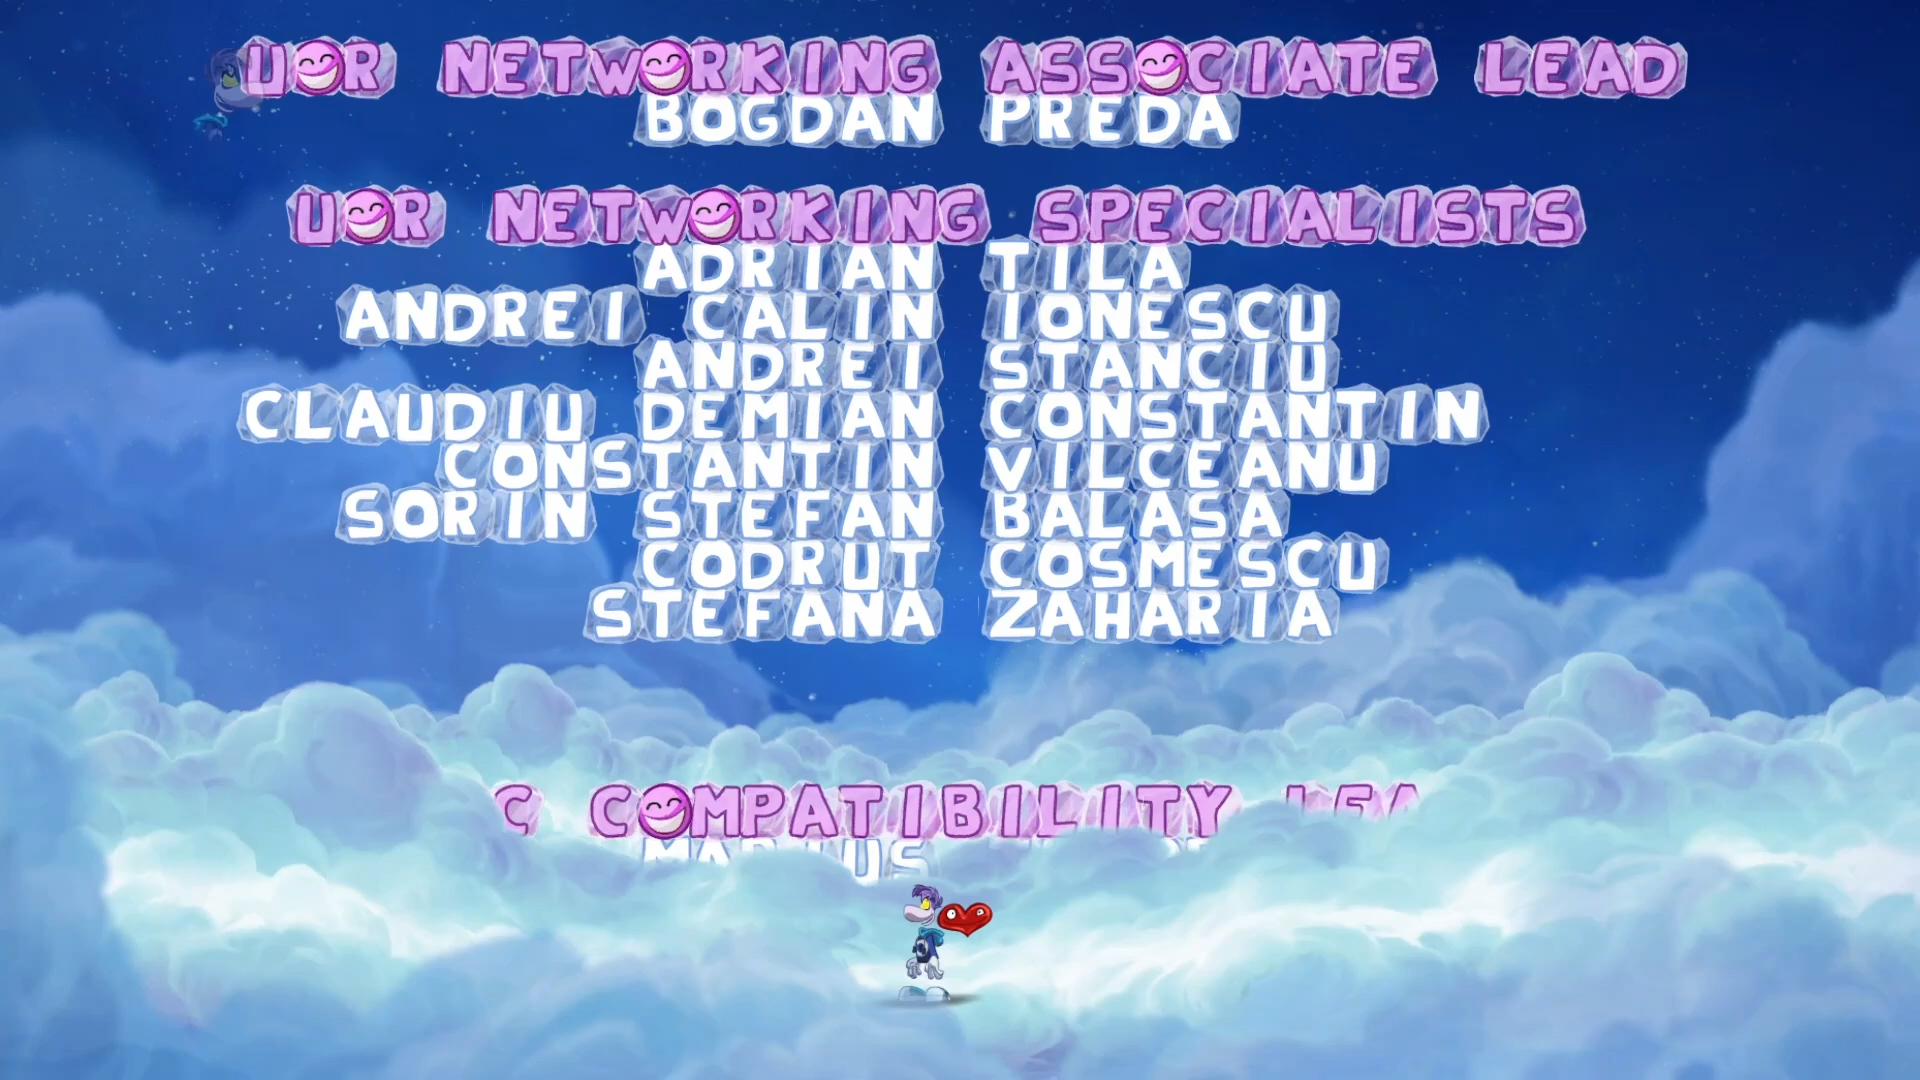 UOR NETWORKING ASSOCIATE LEAD
BOGDAN PREDA
UOR NETWORKING SPECIALISTS
ADRIAN TILA
ANDREI CALIN IONESCU
ANDREI STANCIU
CLAUDIU DEMIAN CONSTANTIN
CONSTANTIN VILCEANU
SORIN STEFAN BALASA
CODRUT COSMESCU
STEFANA ZAHARIA
COMPATIBILITY
MARIUS